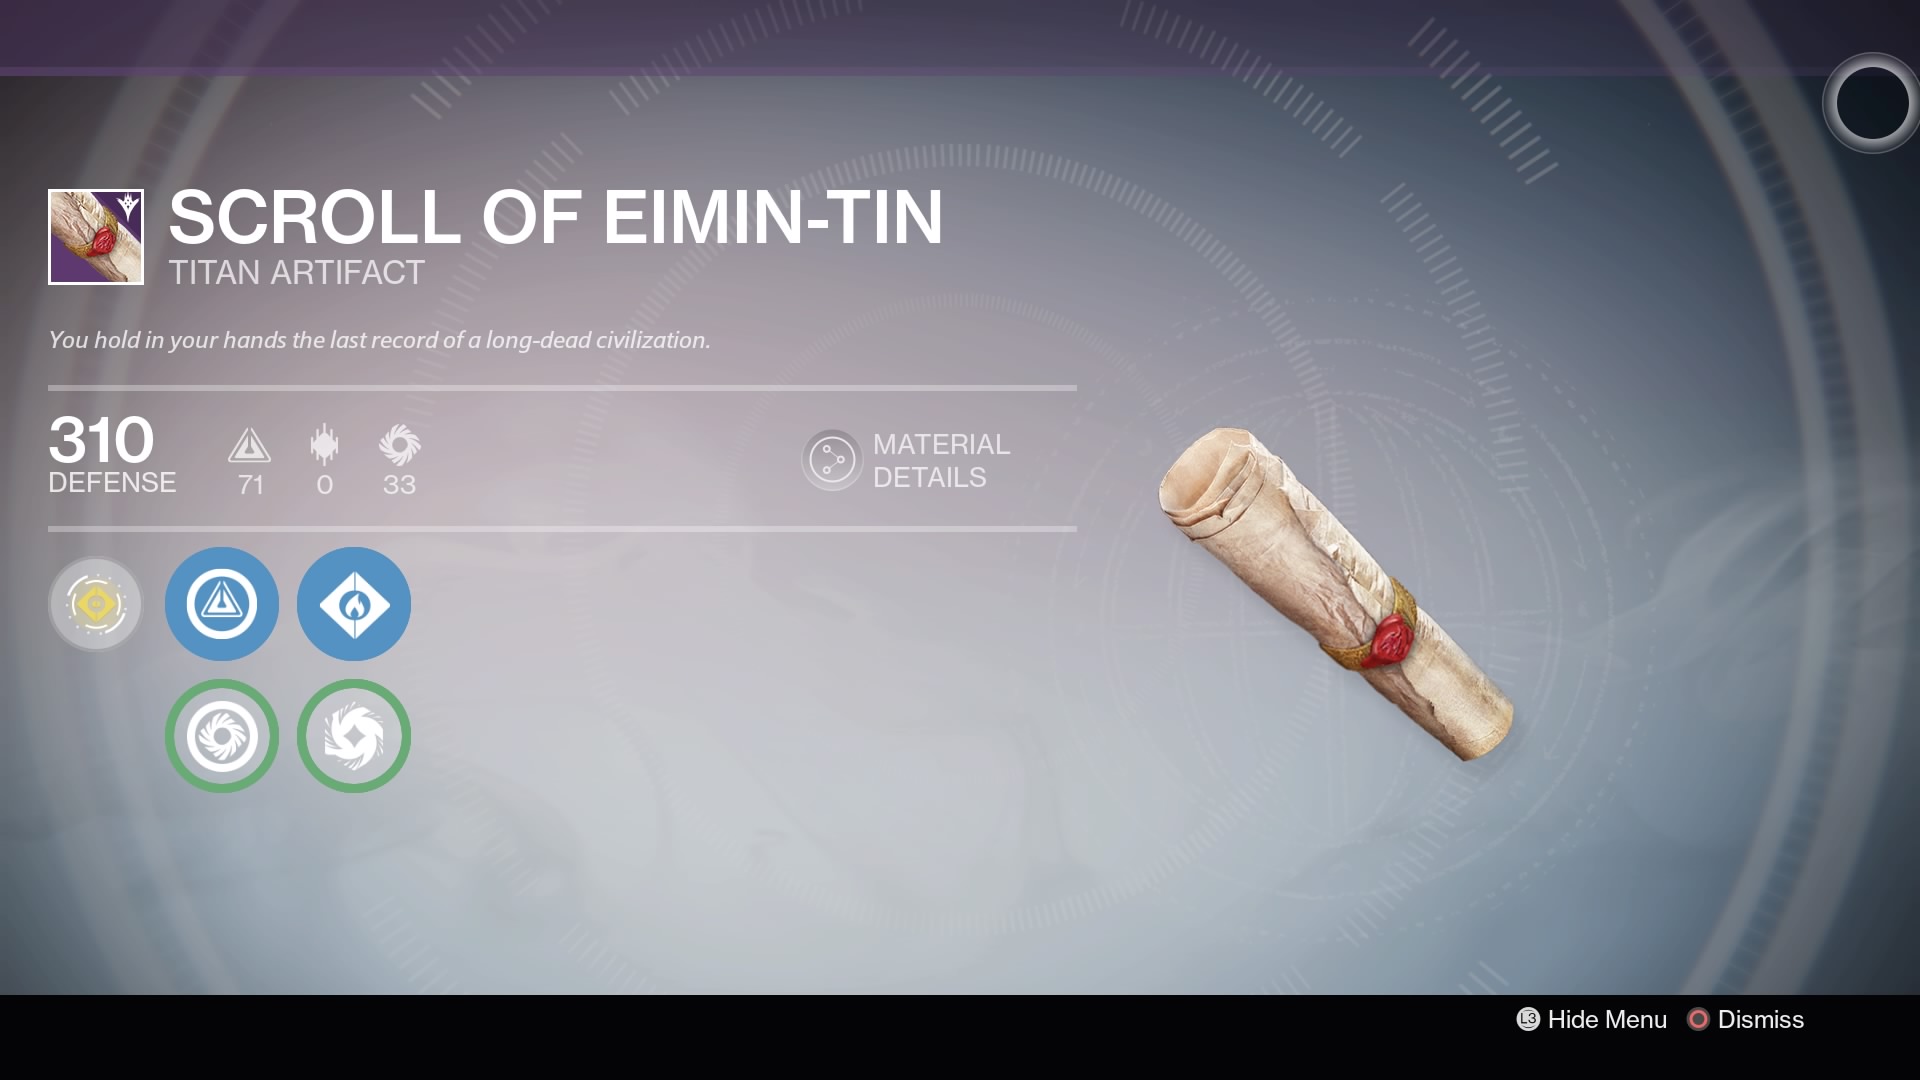 SCROLL OF EIMIN-TIN
TITAN ARTIFACT
You hold in your hands the last record of a long-dead civilization.
310
DEFENSE
71 0 33
MATERIAL
DETAILS
L3 Hide Menu Dismiss